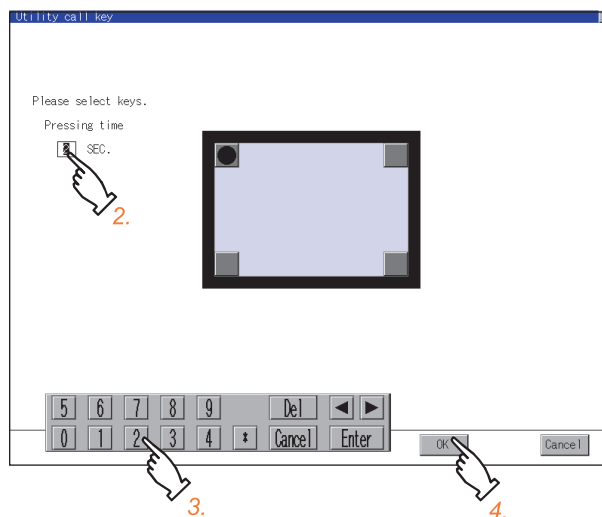 Utility call key
Please select keys.
Pressing time
SEC.
2.
5 6 7 8 9 Del ◄ ►
0 1 2 3 4 * Cancel Enter
OK Cancel
3.
4.